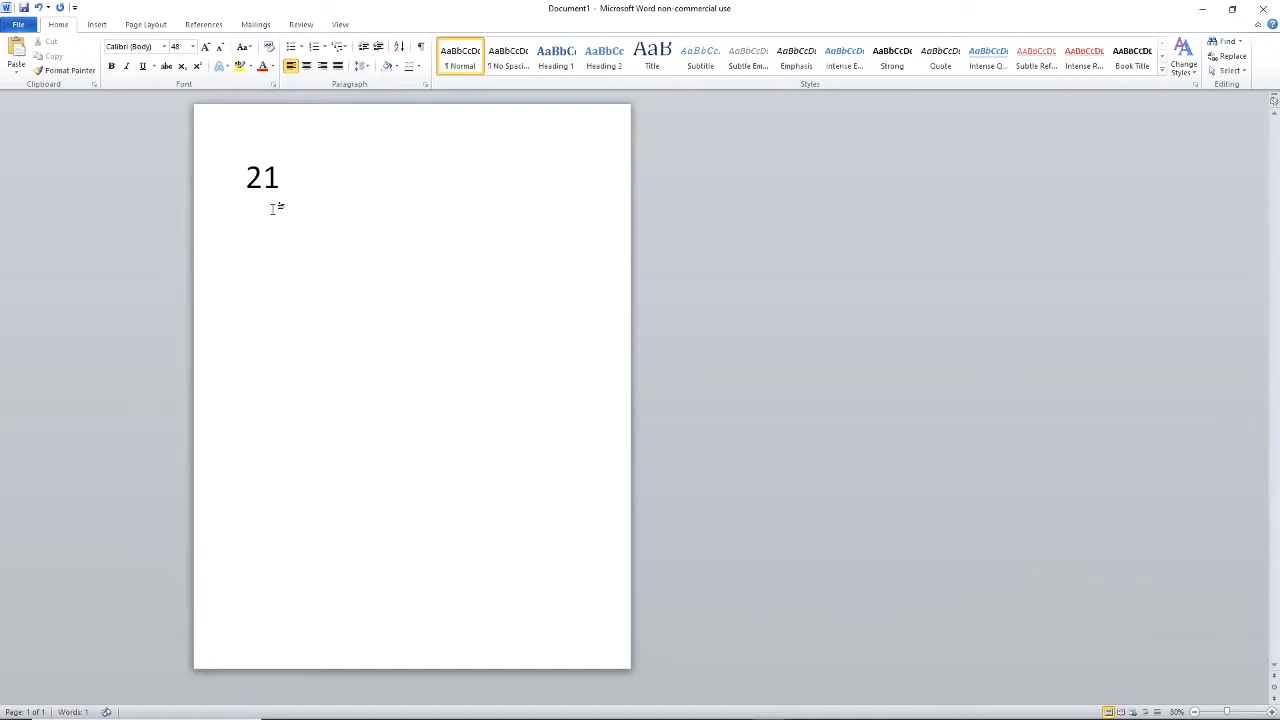 Document1 - Microsoft Word non-commercial use
File Home Insert Page Layout References Mailings Review View
Paste
Cut
Copy
Format Painter
Clipboard
Calibri (Body) 48
Font
Paragraph
AaBbCcDc AaBbCcDc AaBbC AaBbCc AaB AaBbCc. AaBbCcDc AaBbCcDc AaBbCcDc AaBbCcDc AaBbCcDc AaBbCcDc AaBbCcDc AaBbCcDc AaBbCcDc
¶ Normal ¶ No Spaci... Heading 1 Heading 2 Title Subtitle Subtle Em... Emphasis Intense E... Strong Quote Intense Q... Subtle Ref... Intense R... Book Title
Change
Styles
Styles
Find
Replace
Select
Editing
21
Page: 1 of 1 Words: 1
80%